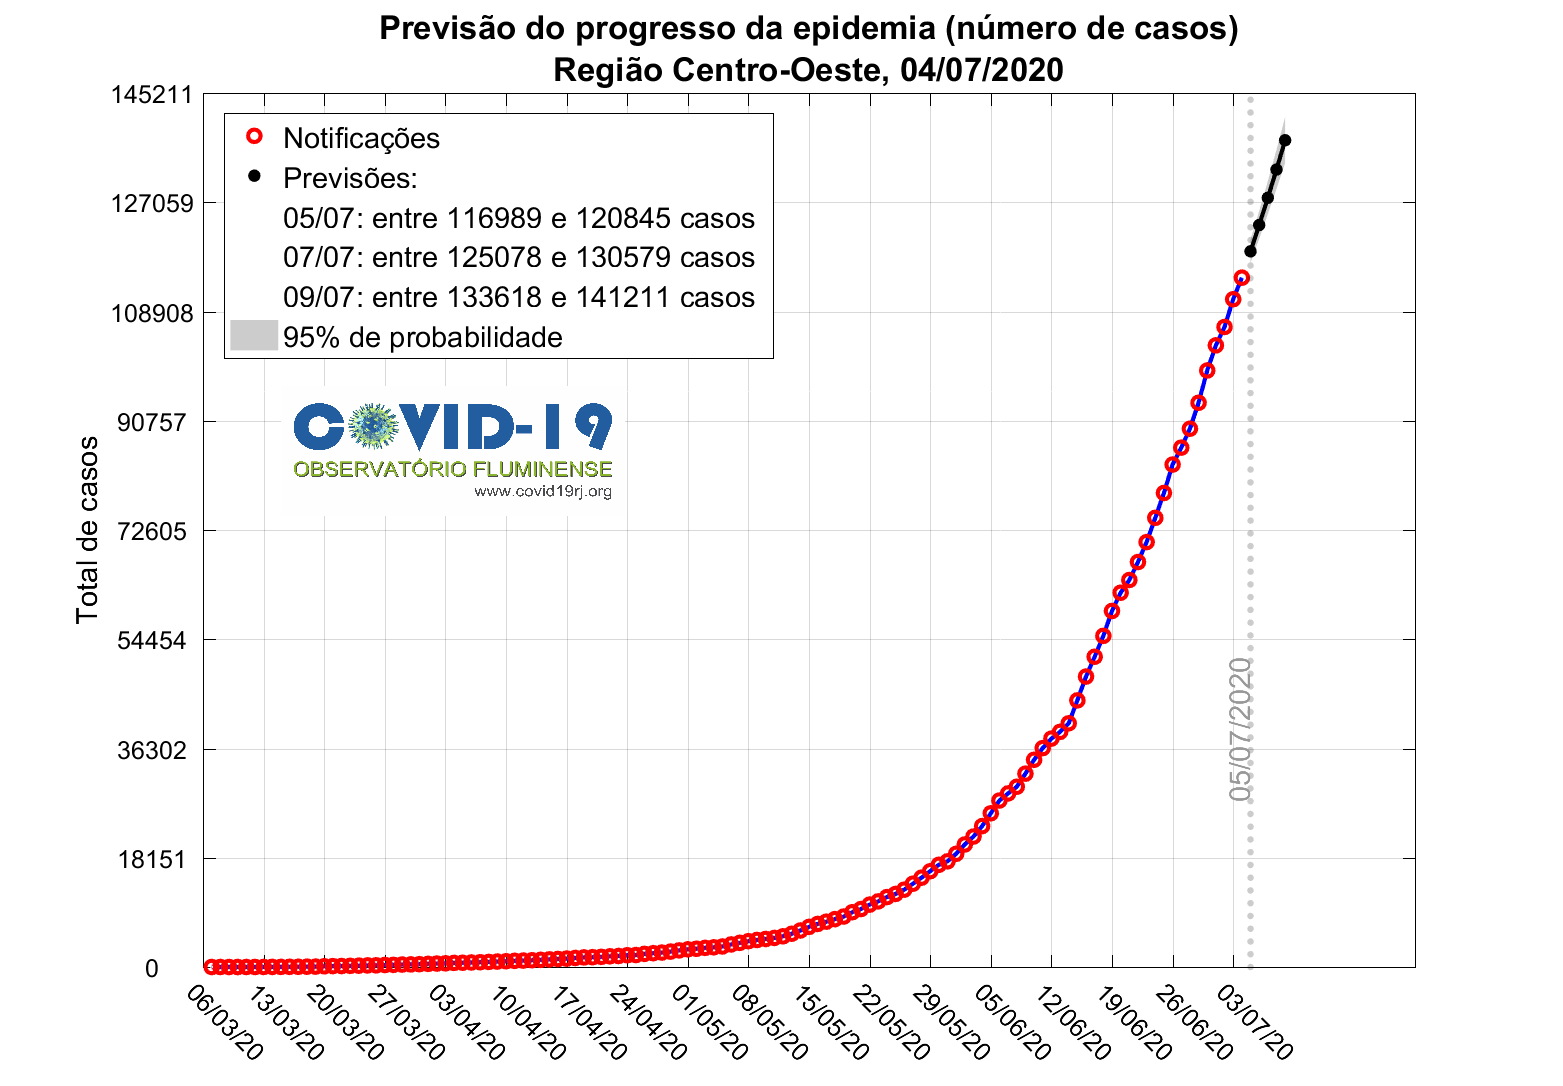 Previsão do progresso da epidemia (número de casos)
Região Centro-Oeste, 04/07/2020
145211
127059
108908
90757
72605
54454
36302
18151
0
Total de casos
Notificações
Previsões:
05/07: entre 116989 e 120845 casos
07/07: entre 125078 e 130579 casos
09/07: entre 133618 e 141211 casos
95% de probabilidade
COVID-19
OBSERVATÓRIO FLUMINENSE
www.covid19rj.org
05/07/2020
06/03/20
13/03/20
20/03/20
27/03/20
03/04/20
10/04/20
17/04/20
24/04/20
01/05/20
08/05/20
15/05/20
22/05/20
29/05/20
05/06/20
12/06/20
19/06/20
26/06/20
03/07/20